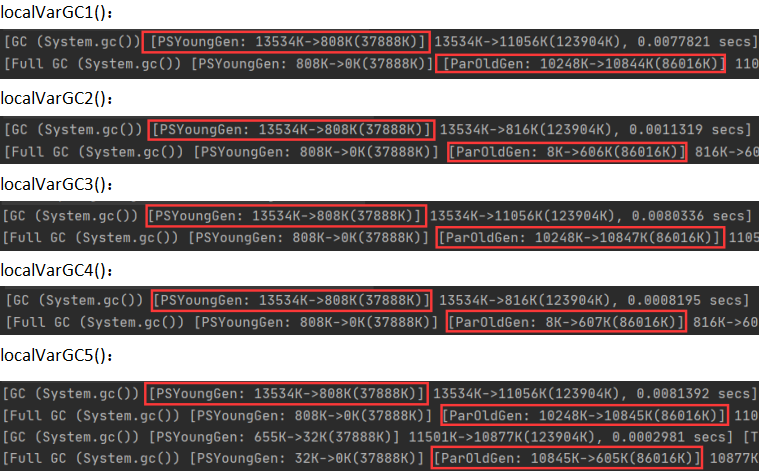 localVarGC1():
[GC (System.gc()) [PSYoungGen: 13534K->808K(37888K)] 13534K->11056K(123904K), 0.0077821 secs]
[Full GC (System.gc()) [PSYoungGen: 808K->0K(37888K)] [ParOldGen: 10248K->10844K(86016K)] 110
localVarGC2():
[GC (System.gc()) [PSYoungGen: 13534K->808K(37888K)] 13534K->816K(123904K), 0.0011319 secs]
[Full GC (System.gc()) [PSYoungGen: 808K->0K(37888K)] [ParOldGen: 8K->606K(86016K)] 816K->60
localVarGC3():
[GC (System.gc()) [PSYoungGen: 13534K->808K(37888K)] 13534K->11056K(123904K), 0.0080336 secs]
[Full GC (System.gc()) [PSYoungGen: 808K->0K(37888K)] [ParOldGen: 10248K->10847K(86016K)] 1105
localVarGC4():
[GC (System.gc()) [PSYoungGen: 13534K->808K(37888K)] 13534K->816K(123904K), 0.0008195 secs]
[Full GC (System.gc()) [PSYoungGen: 808K->0K(37888K)] [ParOldGen: 8K->607K(86016K)] 816K->60
localVarGC5():
[GC (System.gc()) [PSYoungGen: 13534K->808K(37888K)] 13534K->11056K(123904K), 0.0081392 secs]
[Full GC (System.gc()) [PSYoungGen: 808K->0K(37888K)] [ParOldGen: 10248K->10845K(86016K)] 110
[GC (System.gc()) [PSYoungGen: 655K->32K(37888K)] 11501K->10877K(123904K), 0.0002981 secs] [T
[Full GC (System.gc()) [PSYoungGen: 32K->0K(37888K)] [ParOldGen: 10845K->605K(86016K)] 10877K